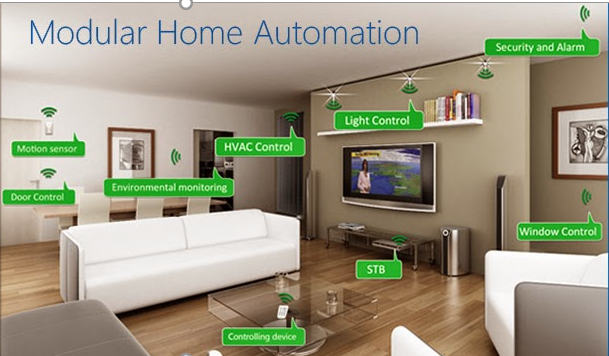 Modular Home Automation
Security and Alarm
Light Control
Motion sensor
HVAC Control
Door Control
Environmental monitoring
Window Control
STB
Controlling device